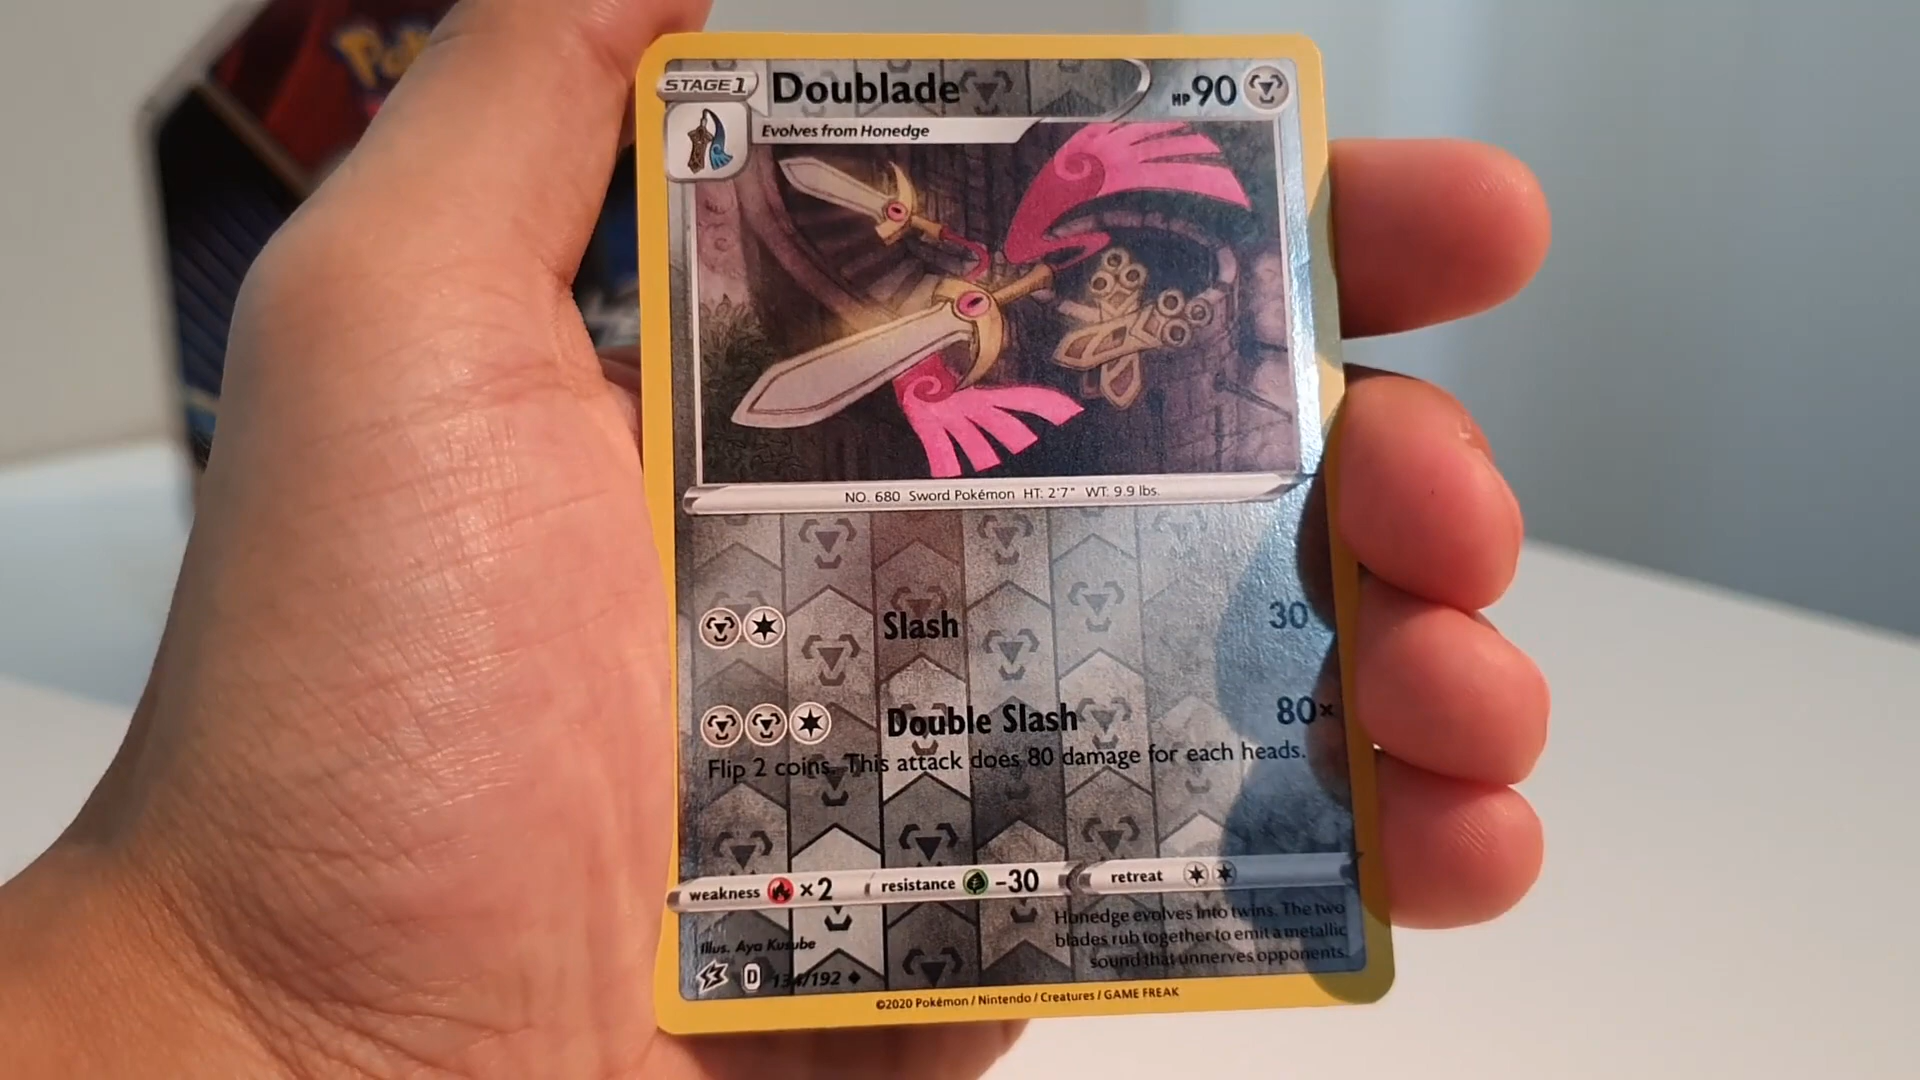 STAGE 1
Doublade
HP 90
Evolves from Honedge
NO. 680 Sword Pokémon HT: 2'7" WT: 9.9 lbs.
Slash 30
Double Slash 80×
Flip 2 coins. This attack does 80 damage for each heads.
weakness ×2 resistance -30 retreat
Honedge evolves into twins. The two
blades rub together to emit a metallic
sound that unnerves opponents.
Illus. Aya Kusube
D 134/192
©2020 Pokémon / Nintendo / Creatures / GAME FREAK